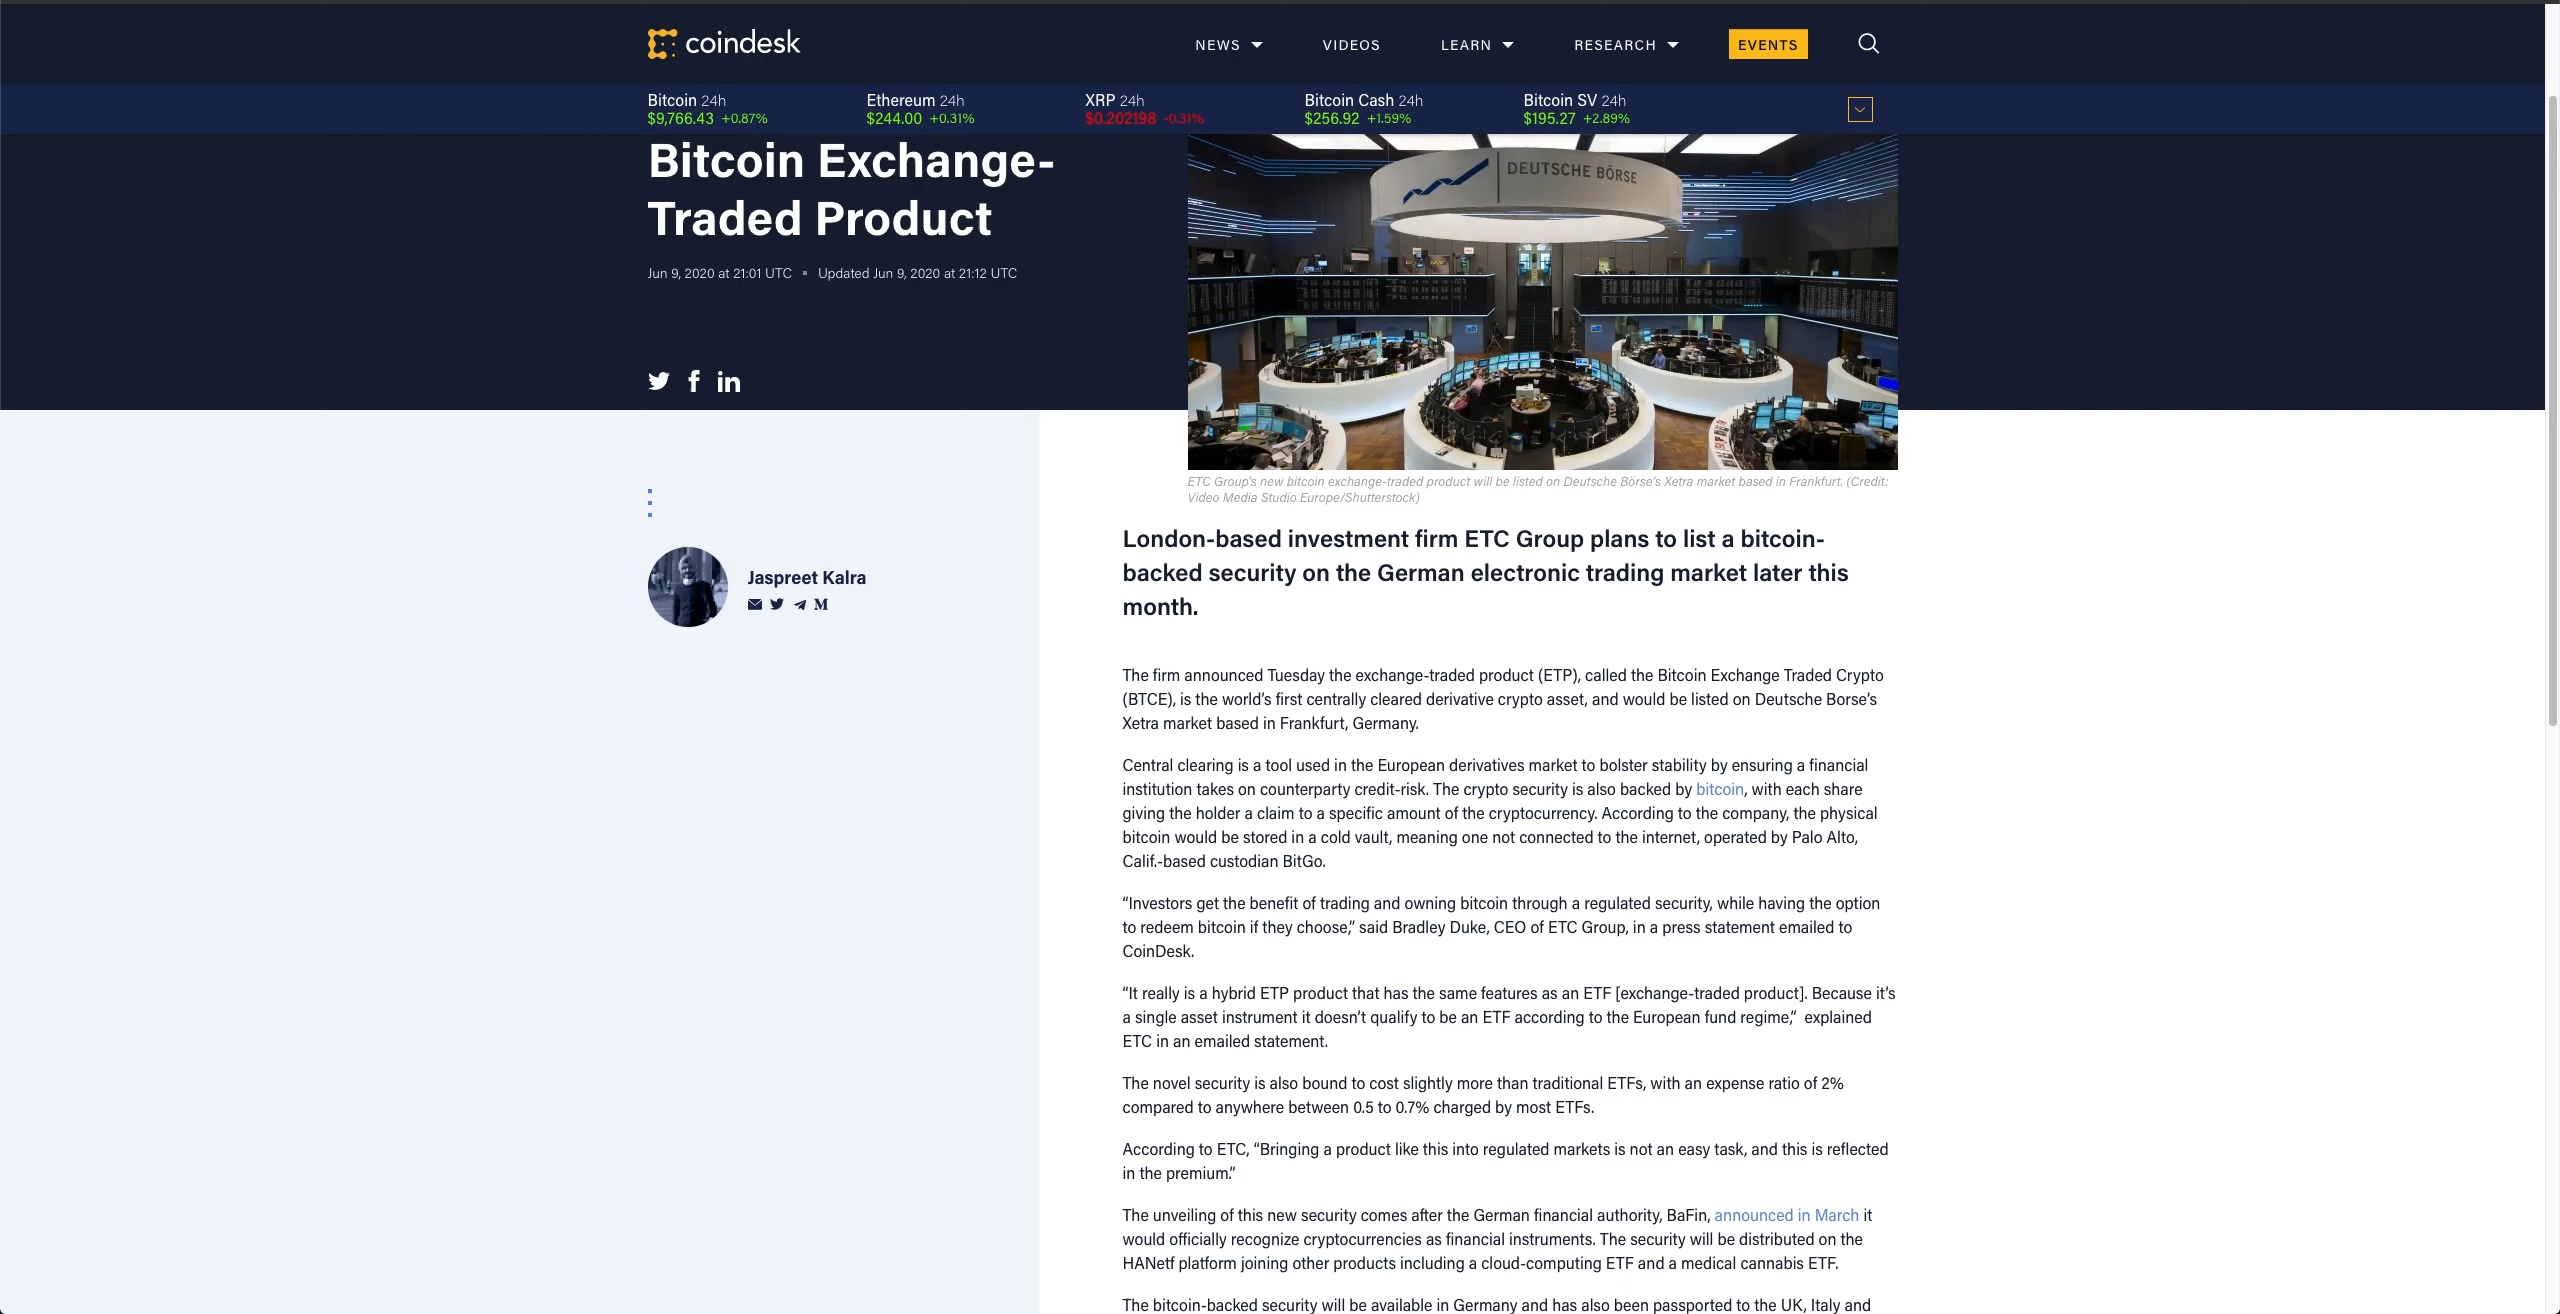 coindesk
NEWS
VIDEOS
LEARN
RESEARCH
EVENTS
Bitcoin 24h
$9,766.43 +0.87%
Ethereum 24h
$244.00 +0.31%
XRP 24h
$0.202198 -0.31%
Bitcoin Cash 24h
$256.92 +1.59%
Bitcoin SV 24h
$195.27 +2.89%
Bitcoin Exchange-
Traded Product
Jun 9, 2020 at 21:01 UTC ▪ Updated Jun 9, 2020 at 21:12 UTC
DEUTSCHE BÖRSE
ETC Group's new bitcoin exchange-traded product will be listed on Deutsche Börse's Xetra market based in Frankfurt. (Credit:
Video Media Studio Europe/Shutterstock)
Jaspreet Kalra
London-based investment firm ETC Group plans to list a bitcoin-
backed security on the German electronic trading market later this
month.
The firm announced Tuesday the exchange-traded product (ETP), called the Bitcoin Exchange Traded Crypto
(BTCE), is the world’s first centrally cleared derivative crypto asset, and would be listed on Deutsche Borse’s
Xetra market based in Frankfurt, Germany.
Central clearing is a tool used in the European derivatives market to bolster stability by ensuring a financial
institution takes on counterparty credit-risk. The crypto security is also backed by bitcoin, with each share
giving the holder a claim to a specific amount of the cryptocurrency. According to the company, the physical
bitcoin would be stored in a cold vault, meaning one not connected to the internet, operated by Palo Alto,
Calif.-based custodian BitGo.
“Investors get the benefit of trading and owning bitcoin through a regulated security, while having the option
to redeem bitcoin if they choose,” said Bradley Duke, CEO of ETC Group, in a press statement emailed to
CoinDesk.
“It really is a hybrid ETP product that has the same features as an ETF [exchange-traded product]. Because it’s
a single asset instrument it doesn’t qualify to be an ETF according to the European fund regime,”  explained
ETC in an emailed statement.
The novel security is also bound to cost slightly more than traditional ETFs, with an expense ratio of 2%
compared to anywhere between 0.5 to 0.7% charged by most ETFs.
According to ETC, “Bringing a product like this into regulated markets is not an easy task, and this is reflected
in the premium.”
The unveiling of this new security comes after the German financial authority, BaFin, announced in March it
would officially recognize cryptocurrencies as financial instruments. The security will be distributed on the
HANetf platform joining other products including a cloud-computing ETF and a medical cannabis ETF.
The bitcoin-backed security will be available in Germany and has also been passported to the UK, Italy and